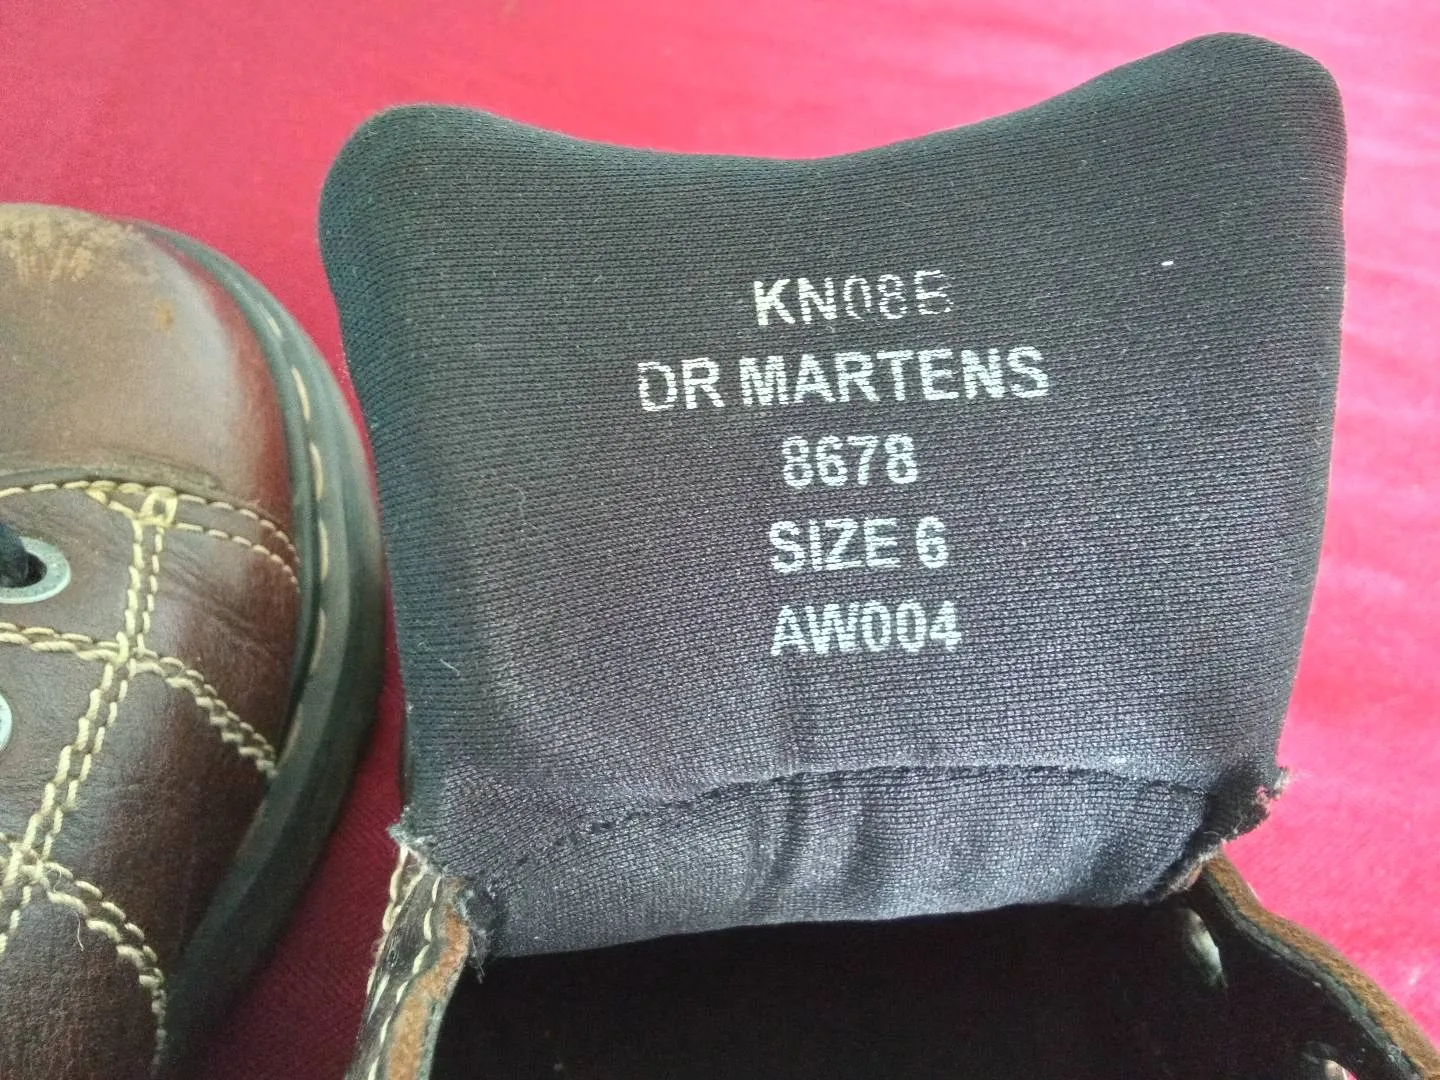 KN08B
DR MARTENS
8678
SIZE 6
AW004